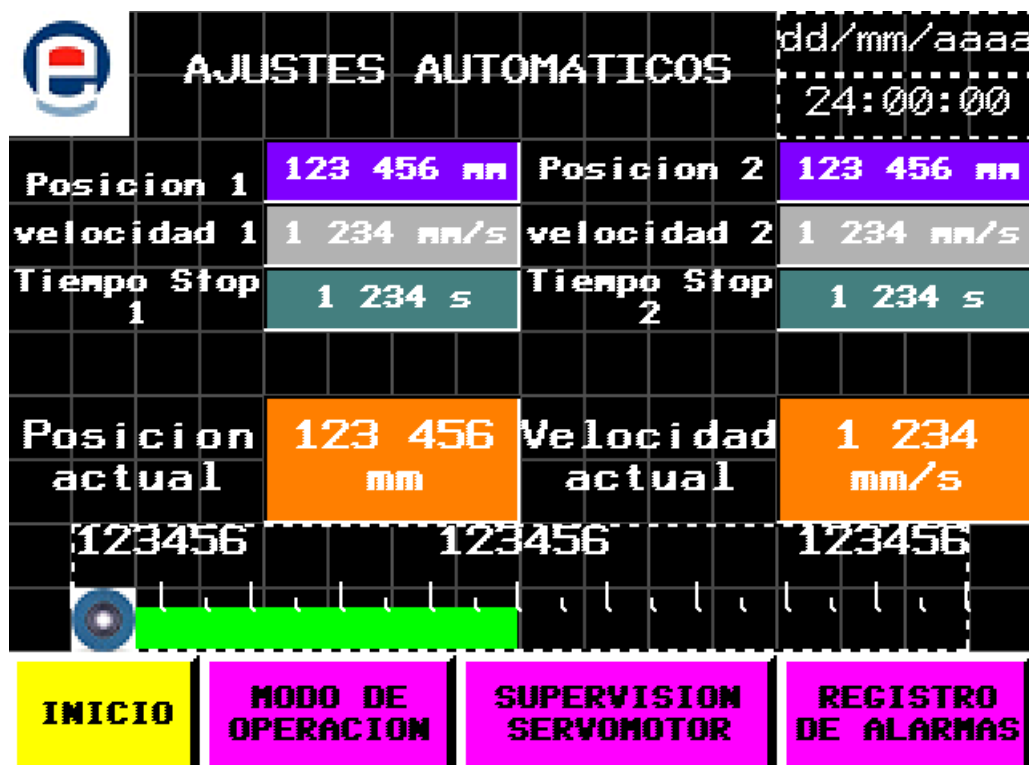 dd/mm/aaaa
AJUSTES AUTOMÁTICOS
24:00:00
Posicion 1 123 456 mm Posicion 2 123 456 mm
velocidad 1 1 234 mm/s velocidad 2 1 234 mm/s
Tiempo Stop 1 1 234 s Tiempo Stop 2 1 234 s
Posicion 123 456 Velocidad 1 234
actual mm actual mm/s
123456 123456 123456
INICIO
MODO DE
OPERACION
SUPERVISION
SERVOMOTOR
REGISTRO
DE ALARMAS